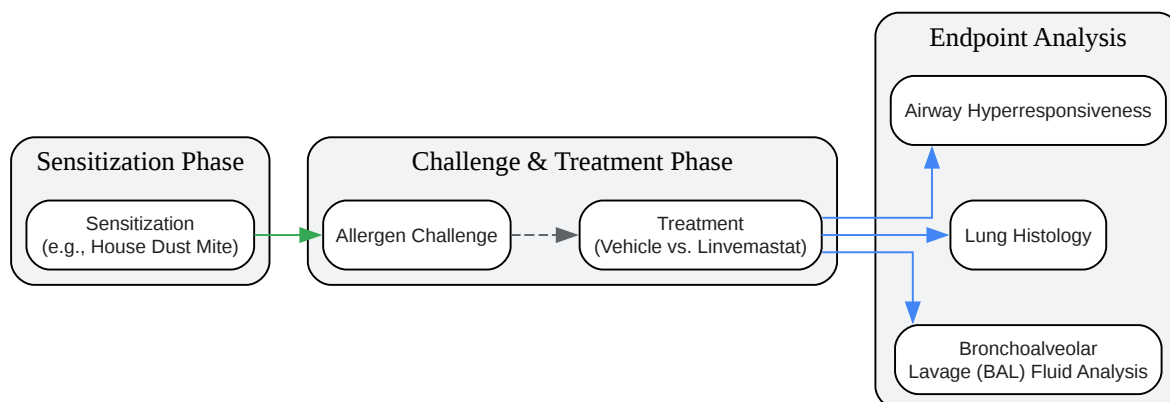 Sensitization Phase
Sensitization
(e.g., House Dust Mite)
Challenge & Treatment Phase
Allergen Challenge
Treatment
(Vehicle vs. Linvemastat)
Endpoint Analysis
Airway Hyperresponsiveness
Lung Histology
Bronchoalveolar
Lavage (BAL) Fluid Analysis